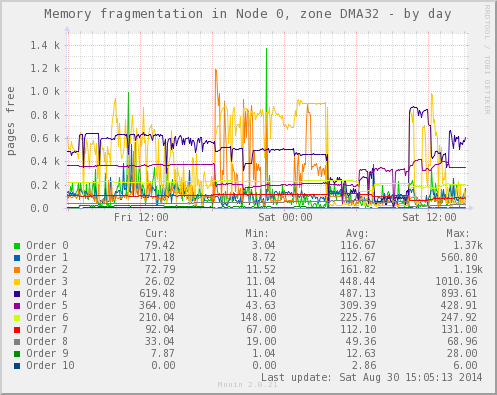 Memory fragmentation in Node 0, zone DMA32 - by day
RRDTOOL / TOBI OETIKER
pages free
1.4 k
1.2 k
1.0 k
0.8 k
0.6 k
0.4 k
0.2 k
0.0
Fri 12:00 Sat 00:00 Sat 12:00
Cur: Min: Avg: Max:
Order 0 79.42 3.04 116.67 1.37k
Order 1 171.18 8.72 112.67 560.80
Order 2 72.79 11.52 161.82 1.19k
Order 3 26.02 11.04 448.44 1010.36
Order 4 619.48 11.40 487.13 893.61
Order 5 364.00 43.63 309.39 428.91
Order 6 210.04 148.00 225.76 247.92
Order 7 92.04 67.00 112.10 131.00
Order 8 33.04 19.00 49.36 68.96
Order 9 7.87 1.04 12.63 28.00
Order 10 0.00 0.00 2.86 6.00
Last update: Sat Aug 30 15:05:13 2014
Munin 2.0.21